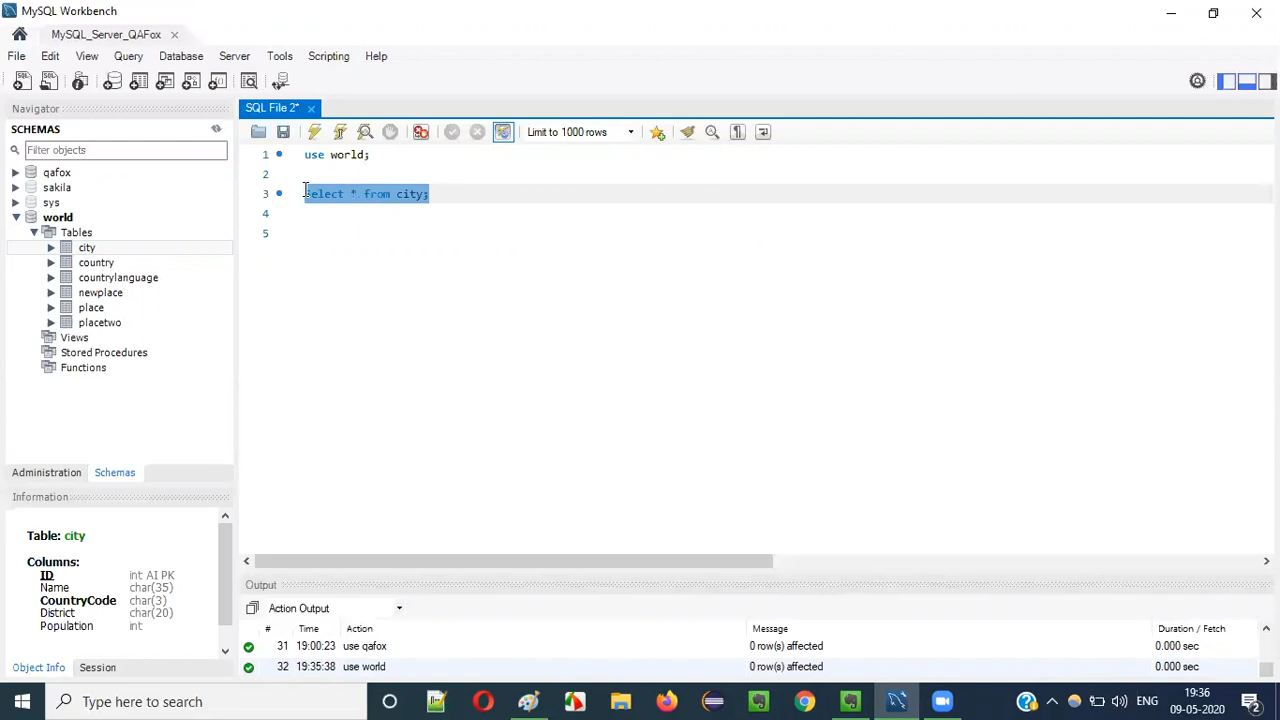 MySQL Workbench
MySQL_Server_QAFox
File Edit View Query Database Server Tools Scripting Help
Navigator
SCHEMAS
Filter objects
qafox
sakila
sys
world
Tables
city
country
countrylanguage
newplace
place
placetwo
Views
Stored Procedures
Functions
Administration Schemas
Information
Table: city
Columns:
ID int AI PK
Name char(35)
CountryCode char(3)
District char(20)
Population int
Object Info Session
SQL File 2*
Limit to 1000 rows
1 use world;
2
3 select * from city;
4
5
Output
Action Output
# Time Action Message Duration / Fetch
31 19:00:23 use qafox 0 row(s) affected 0.000 sec
32 19:35:38 use world 0 row(s) affected 0.000 sec
Type here to search
ENG
19:36
09-05-2020
2